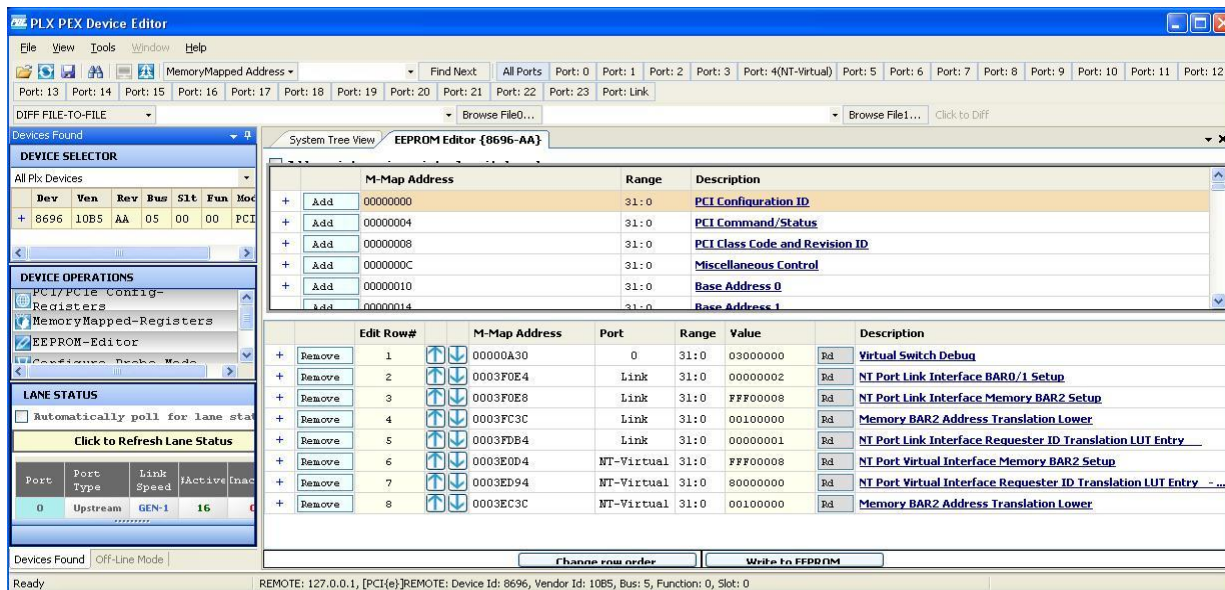 PLX PEX Device Editor
File View Tools Window Help
MemoryMapped Address Find Next All Ports Port: 0 Port: 1 Port: 2 Port: 3 Port: 4(NT-Virtual) Port: 5 Port: 6 Port: 7 Port: 8 Port: 9 Port: 10 Port: 11 Port: 12
Port: 13 Port: 14 Port: 15 Port: 16 Port: 17 Port: 18 Port: 19 Port: 20 Port: 21 Port: 22 Port: 23 Port: Link
DIFF FILE-TO-FILE Browse File0... Browse File1... Click to Diff
Devices Found
DEVICE SELECTOR
All Plx Devices
Dev Ven Rev Bus Slt Fun Mod
+ 8696 10B5 AA 05 00 00 PCI
DEVICE OPERATIONS
PCI/PCIe Config-Registers
MemoryMapped-Registers
EEPROM-Editor
Configure Probe Mode
LANE STATUS
Automatically poll for lane stat
Click to Refresh Lane Status
Port Port Type Link Speed Inac
0 Upstream GEN-1 16 0
Devices Found Off-Line Mode
System Tree View EEPROM Editor {8696-AA}
M-Map Address Range Description
+ Add 00000000 31:0 PCI Configuration ID
+ Add 00000004 31:0 PCI Command/Status
+ Add 00000008 31:0 PCI Class Code and Revision ID
+ Add 0000000C 31:0 Miscellaneous Control
+ Add 00000010 31:0 Base Address 0
Add 00000014 31:0 Base Address 1
Edit Row# M-Map Address Port Range Value Description
+ Remove 1 00000A30 0 31:0 03000000 Rd Virtual Switch Debug
+ Remove 2 0003F0E4 Link 31:0 00000002 Rd NT Port Link Interface BAR0/1 Setup
+ Remove 3 0003F0E8 Link 31:0 FFF00008 Rd NT Port Link Interface Memory BAR2 Setup
+ Remove 4 0003FC3C Link 31:0 00100000 Rd Memory BAR2 Address Translation Lower
+ Remove 5 0003FDB4 Link 31:0 00000001 Rd NT Port Link Interface Requester ID Translation LUT Entry
+ Remove 6 0003E0D4 NT-Virtual 31:0 FFF00008 Rd NT Port Virtual Interface Memory BAR2 Setup
+ Remove 7 0003ED94 NT-Virtual 31:0 80000000 Rd NT Port Virtual Interface Requester ID Translation LUT Entry - ...
+ Remove 8 0003EC3C NT-Virtual 31:0 00100000 Rd Memory BAR2 Address Translation Lower
Change row order Write to EEPROM
Ready REMOTE: 127.0.0.1, [PCI{e}]REMOTE: Device Id: 8696, Vendor Id: 10B5, Bus: 5, Function: 0, Slot: 0